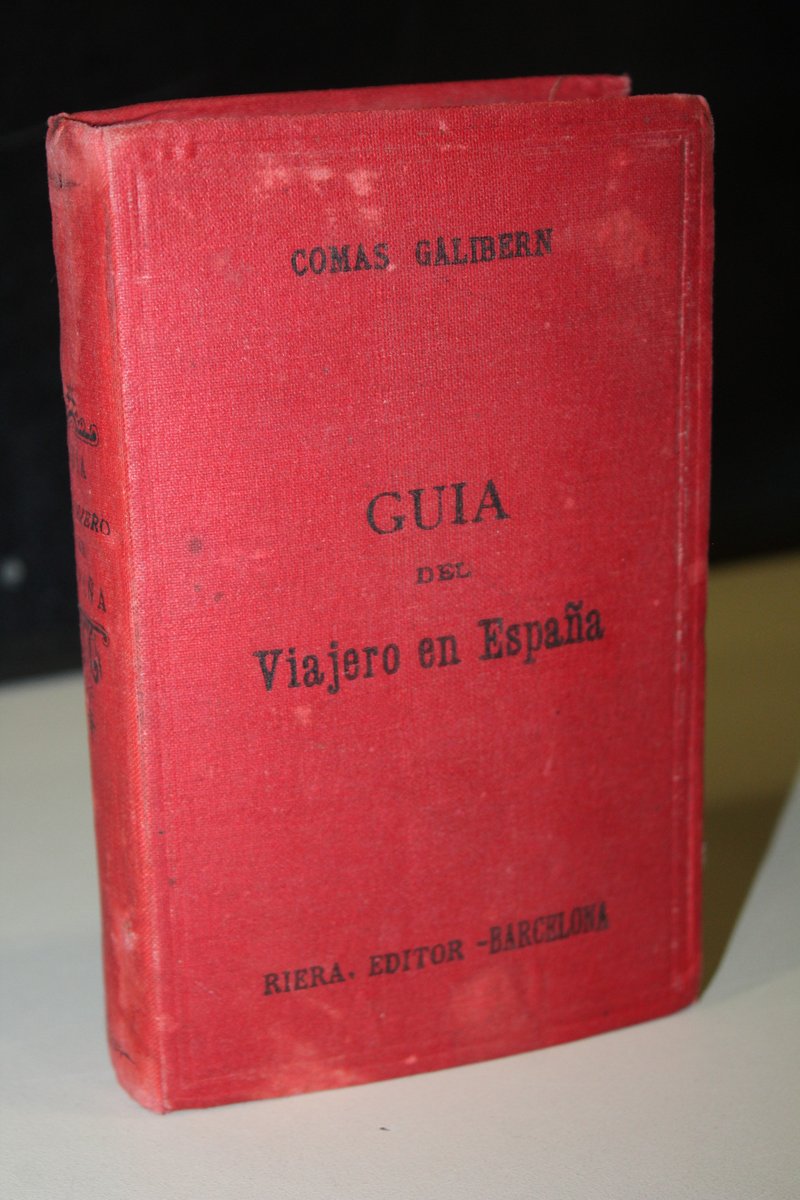 COMAS GALIBERN
GUIA
DEL
Viajero en España
RIERA. EDITOR -BARCELONA